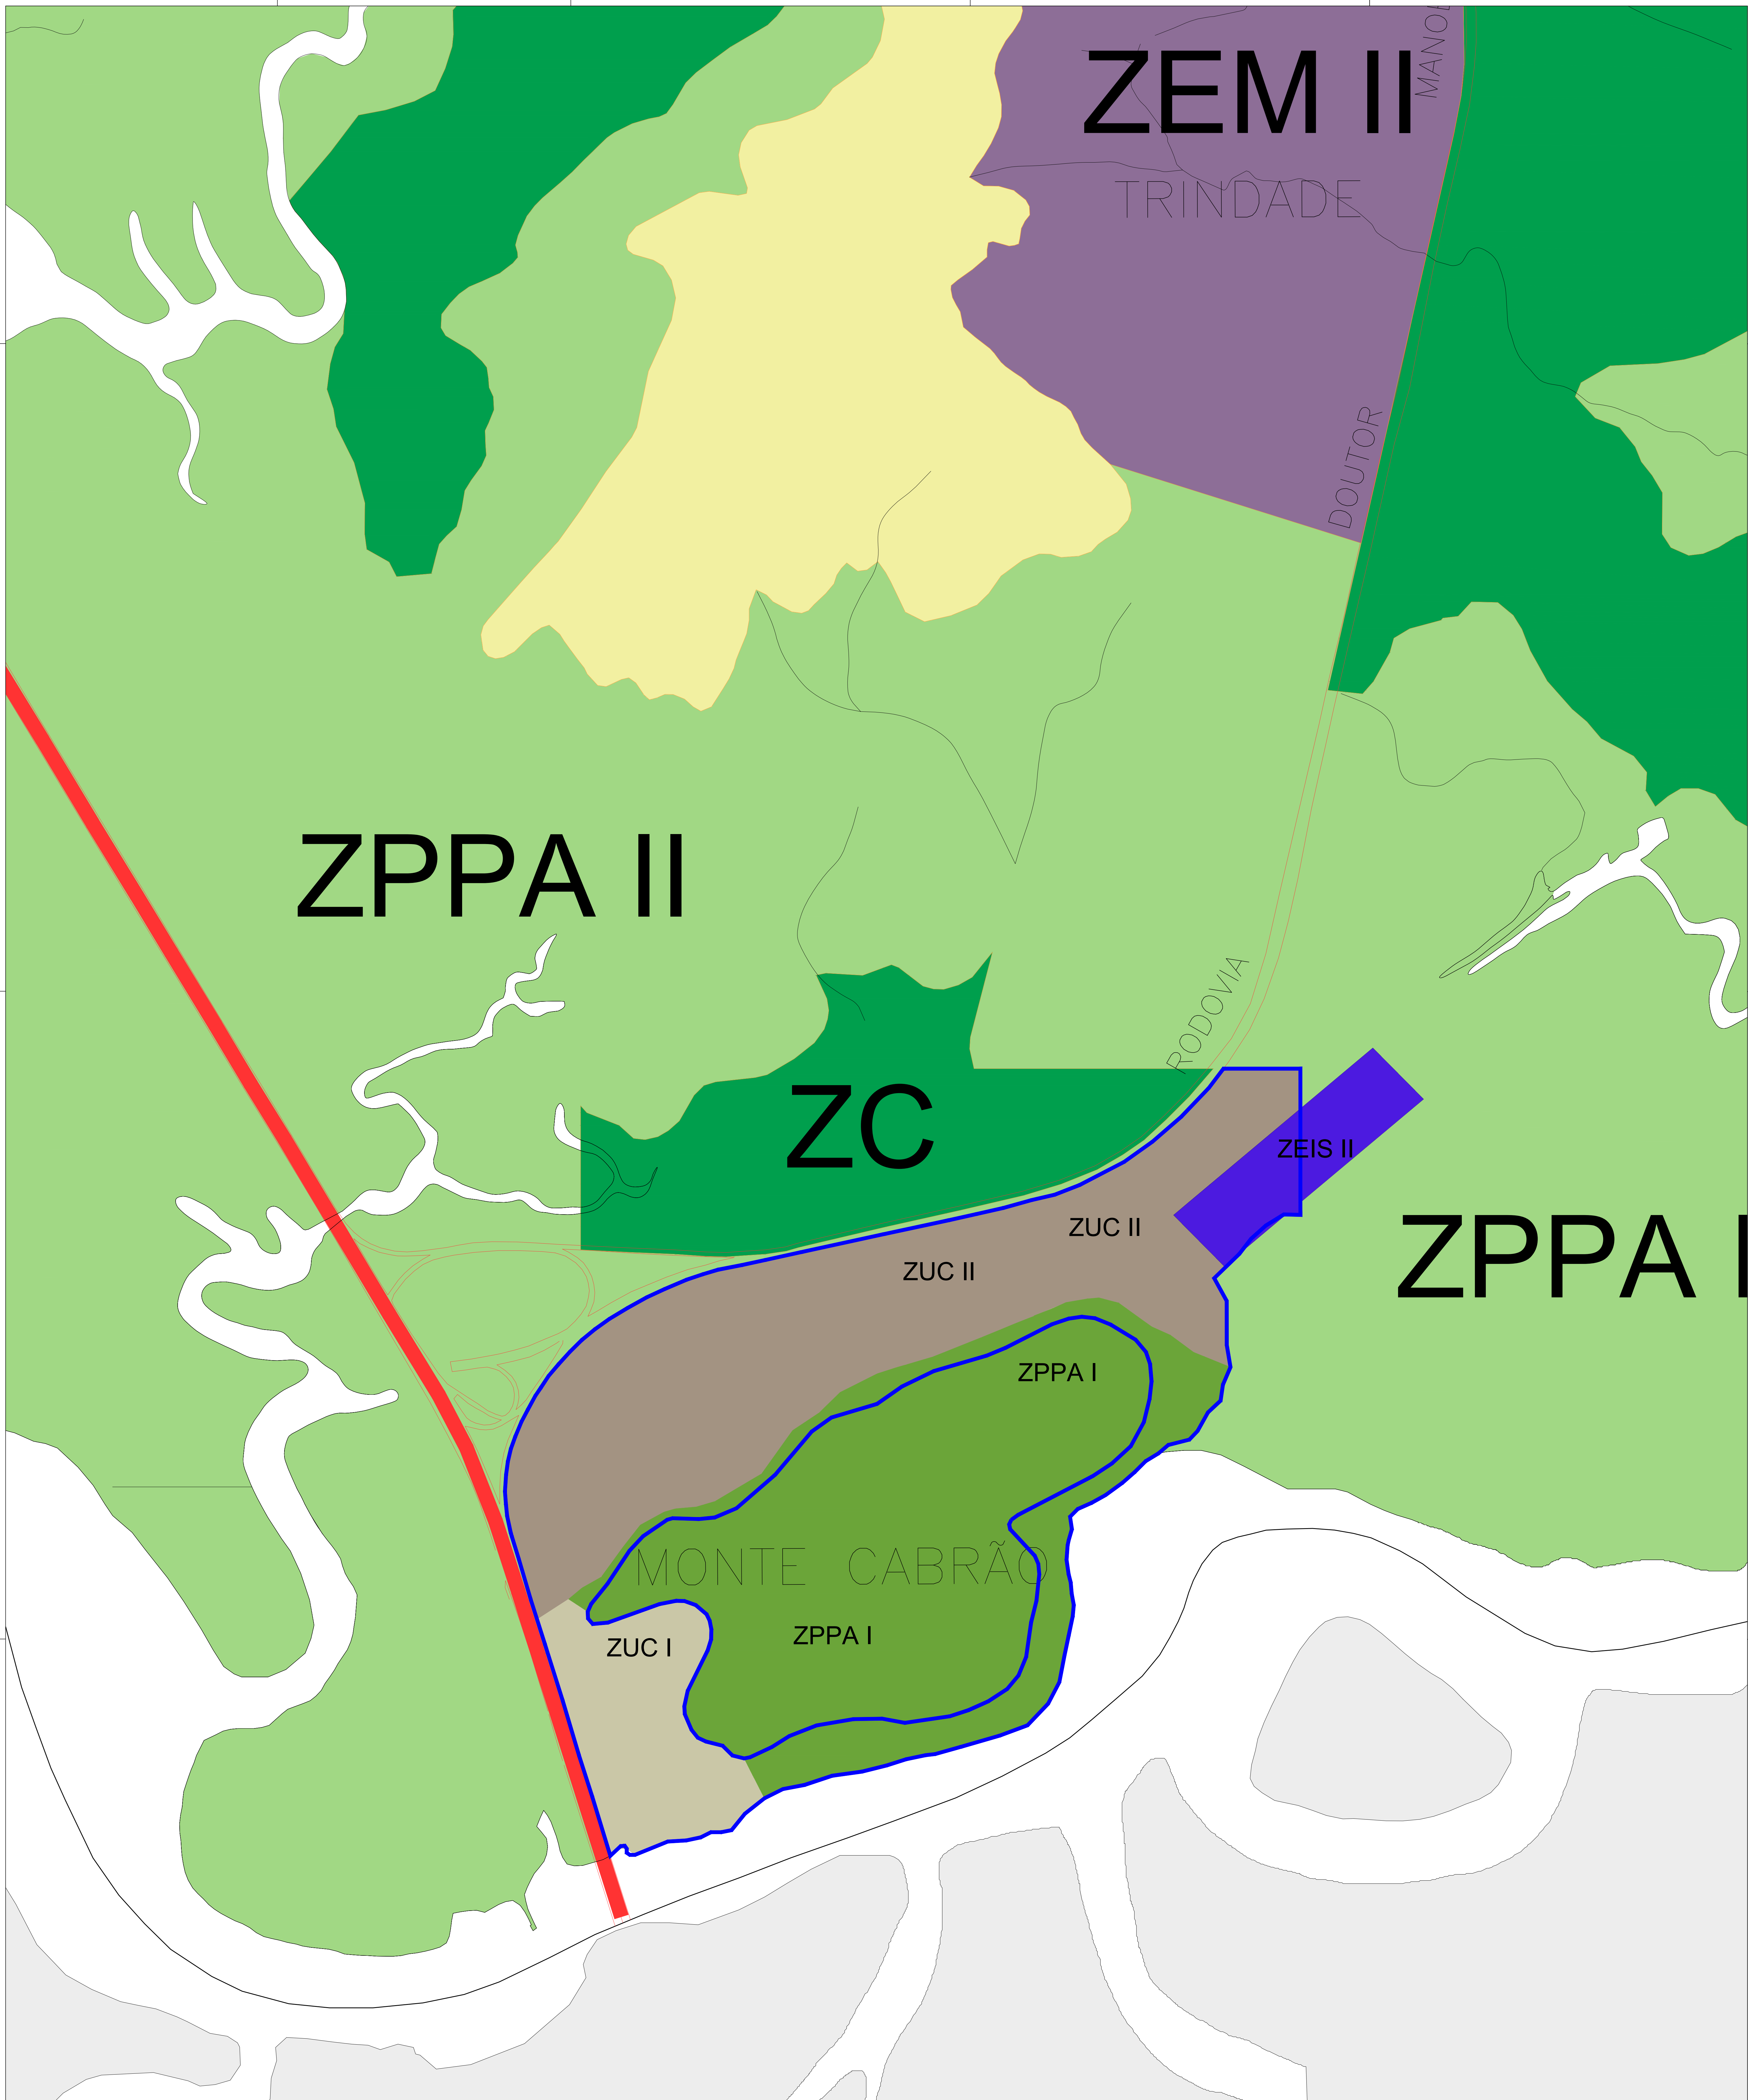 ZEM II
MANOE
TRINDADE
DOUTOR
ZPPA II
RODOVIA
ZC
ZEIS II
ZUC II
ZUC II
ZPPA I
ZPPA I
MONTE CABRÃO
ZPPA I
ZUC I